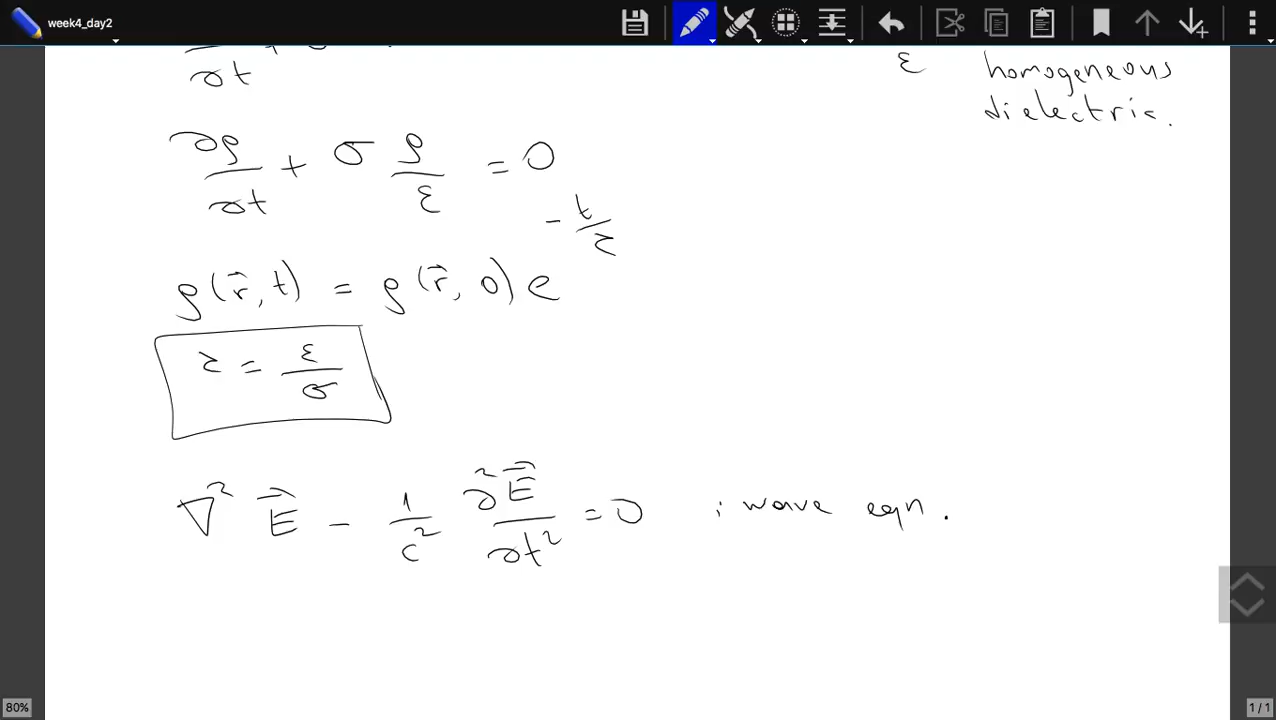 week4_day2
∂t
ε homogeneous
dielectric.
∂ρ/∂t + σ ρ/ε = 0
ρ(r⃗, t) = ρ(r⃗, 0) e^(-t/τ)
τ = ε/σ
∇² E⃗ - 1/c² ∂²E⃗/∂t² = 0 ; wave eqn.
80%
1/1